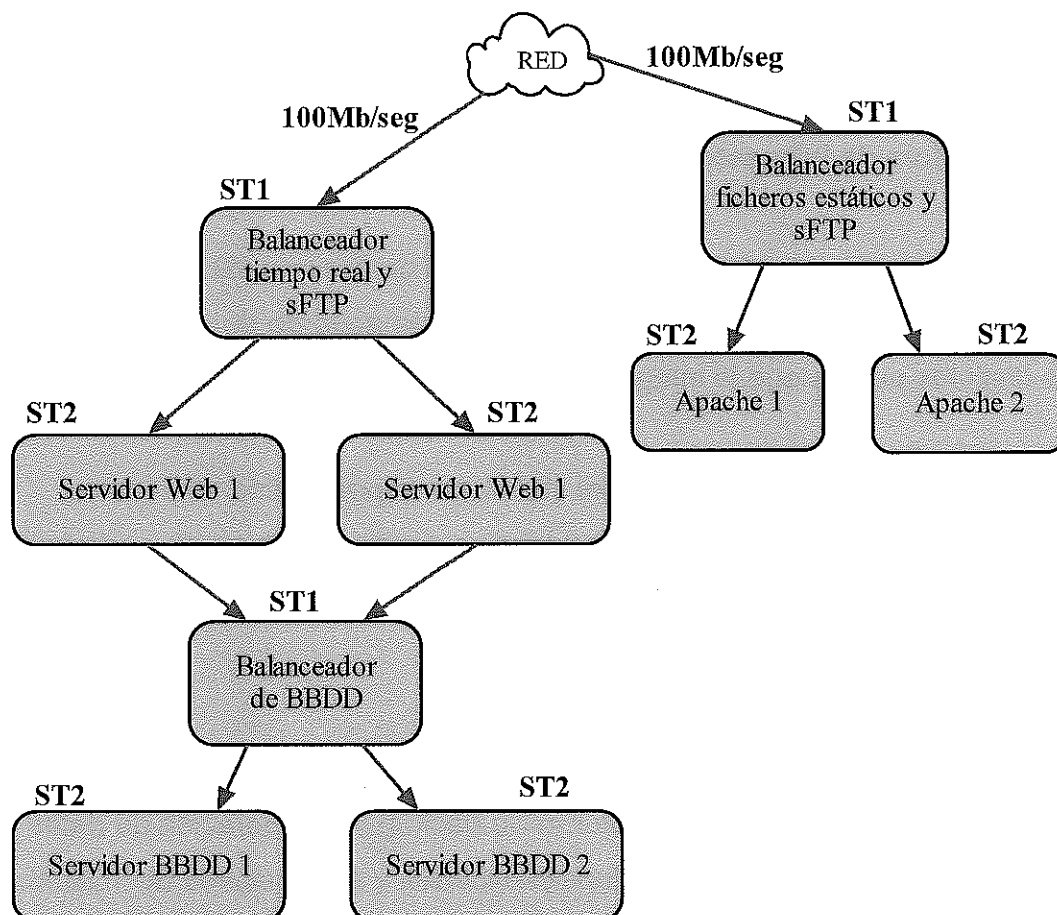 RED
100Mb/seg
100Mb/seg
ST1
Balanceador
ficheros estáticos y
sFTP
ST1
Balanceador
tiempo real y
sFTP
ST2
Apache 1
ST2
Apache 2
ST2
Servidor Web 1
ST2
Servidor Web 1
ST1
Balanceador
de BBDD
ST2
Servidor BBDD 1
ST2
Servidor BBDD 2